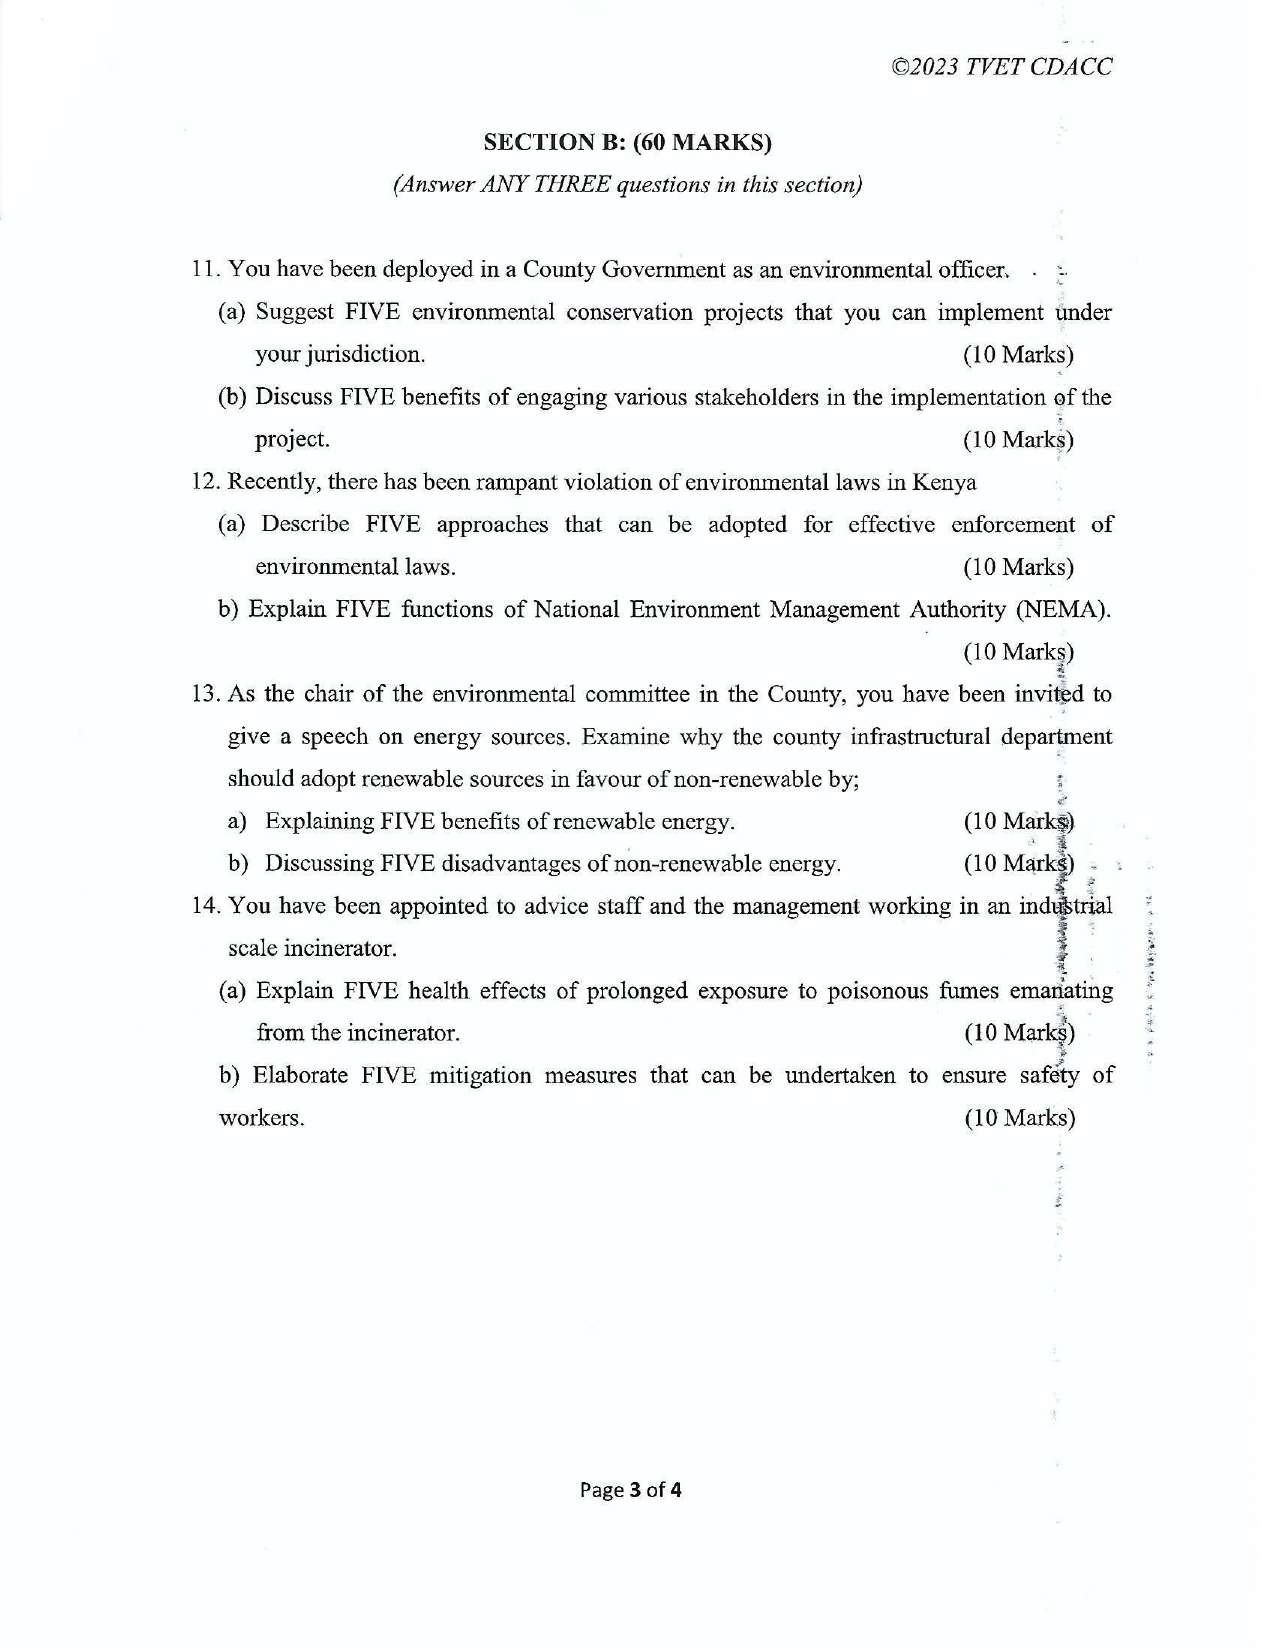 ©2023 TVET CDACC
SECTION B: (60 MARKS)
(Answer ANY THREE questions in this section)
11. You have been deployed in a County Government as an environmental officer.
(a) Suggest FIVE environmental conservation projects that you can implement under
your jurisdiction. (10 Marks)
(b) Discuss FIVE benefits of engaging various stakeholders in the implementation of the
project. (10 Marks)
12. Recently, there has been rampant violation of environmental laws in Kenya
(a) Describe FIVE approaches that can be adopted for effective enforcement of
environmental laws. (10 Marks)
b) Explain FIVE functions of National Environment Management Authority (NEMA).
(10 Marks)
13. As the chair of the environmental committee in the County, you have been invited to
give a speech on energy sources. Examine why the county infrastructural department
should adopt renewable sources in favour of non-renewable by;
a) Explaining FIVE benefits of renewable energy. (10 Marks)
b) Discussing FIVE disadvantages of non-renewable energy. (10 Marks)
14. You have been appointed to advice staff and the management working in an industrial
scale incinerator.
(a) Explain FIVE health effects of prolonged exposure to poisonous fumes emanating
from the incinerator. (10 Marks)
b) Elaborate FIVE mitigation measures that can be undertaken to ensure safety of
workers. (10 Marks)
Page 3 of 4